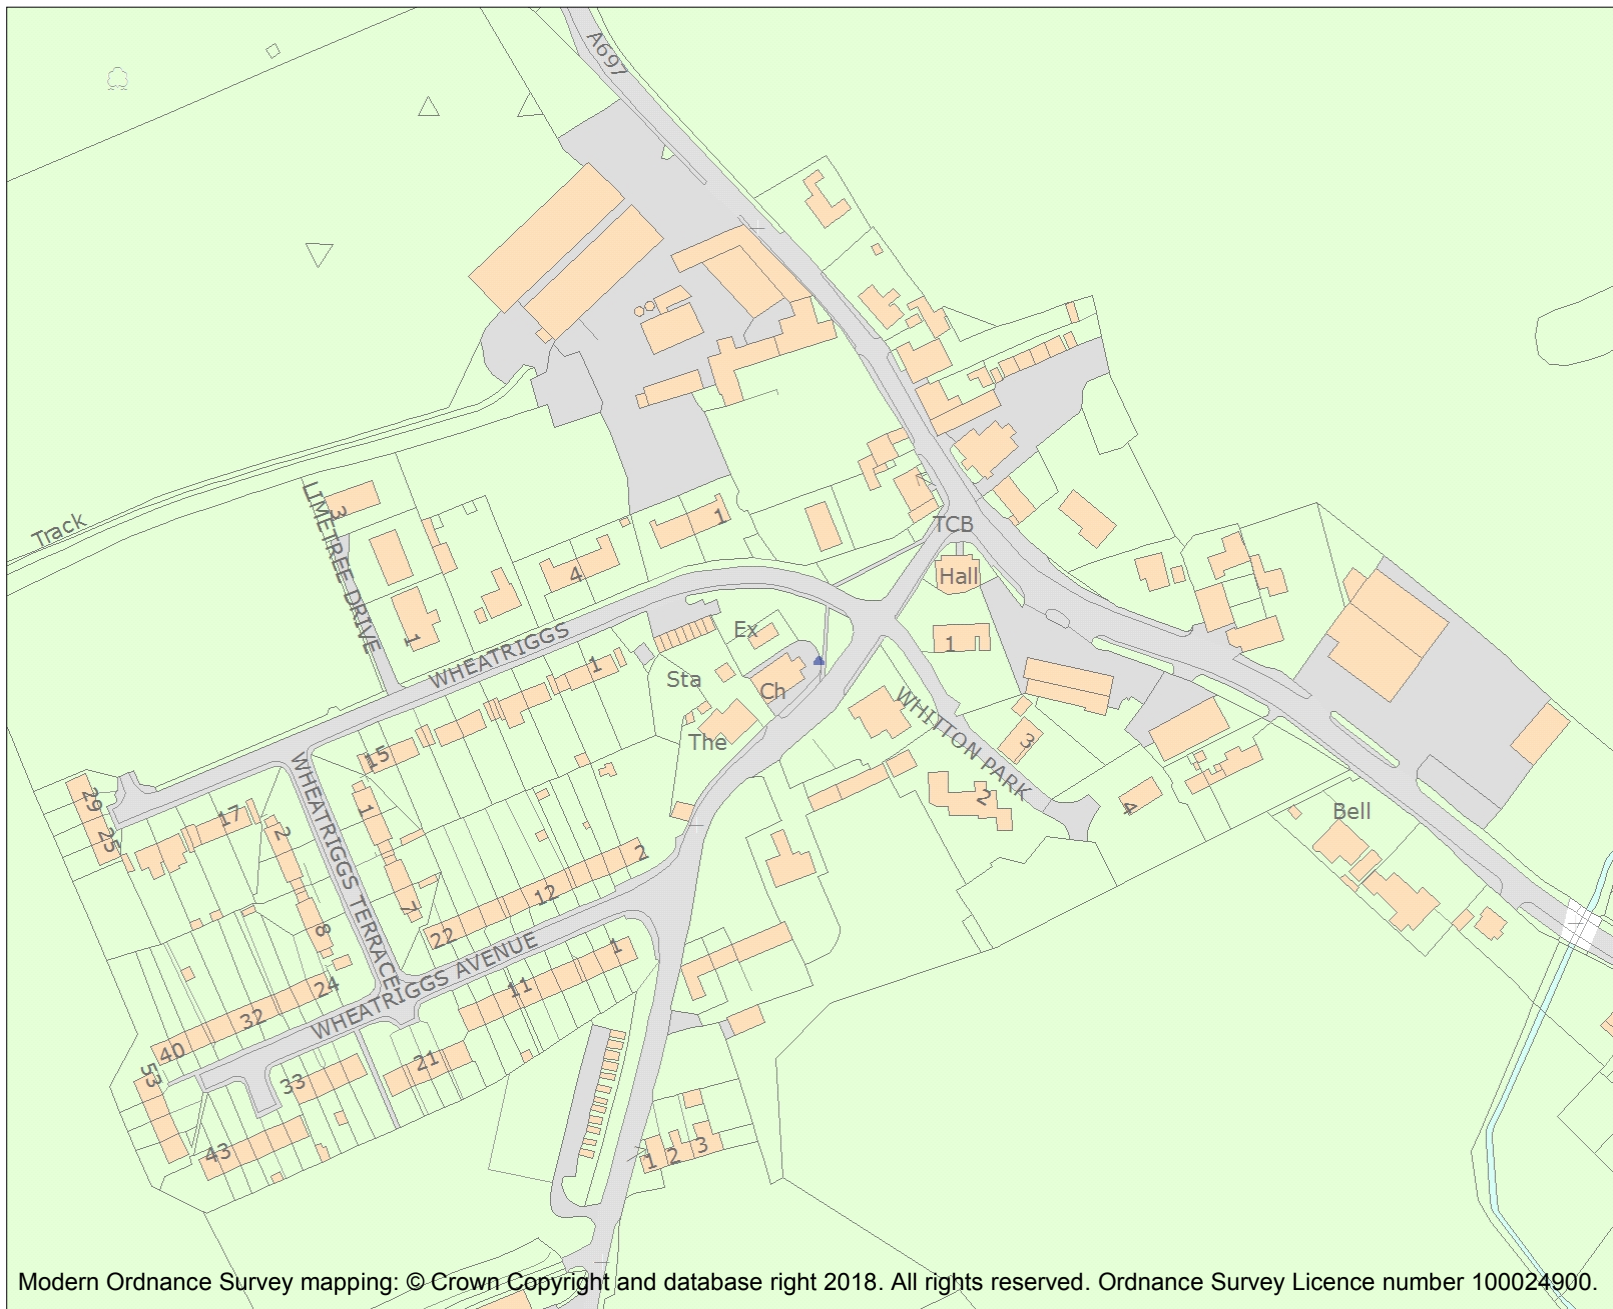 A697
Track
LIMETREE DRIVE
3
1
4
1
TCB
Hall
WHEATRIGGS
Ex
Sta
Ch
The
1
1
WHITTON PARK
3
2
4
Bell
15
29
25
17
2
WHEATRIGGS TERRACE
1
7
8
2
12
22
WHEATRIGGS AVENUE
1
11
24
32
40
53
33
21
43
1
2
3
Modern Ordnance Survey mapping: © Crown Copyright and database right 2018. All rights reserved. Ordnance Survey Licence number 100024900.